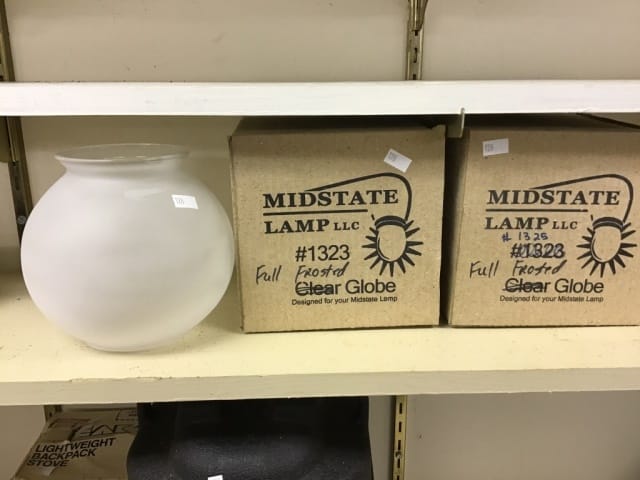 MIDSTATE
LAMP LLC
#1323
Full Frosted
Clear Globe
Designed for your Midstate Lamp
MIDSTATE
LAMP LLC
# 1325
#1323
Full Frosted
Clear Globe
Designed for your Midstate Lamp
LIGHTWEIGHT
BACKPACK
STOVE